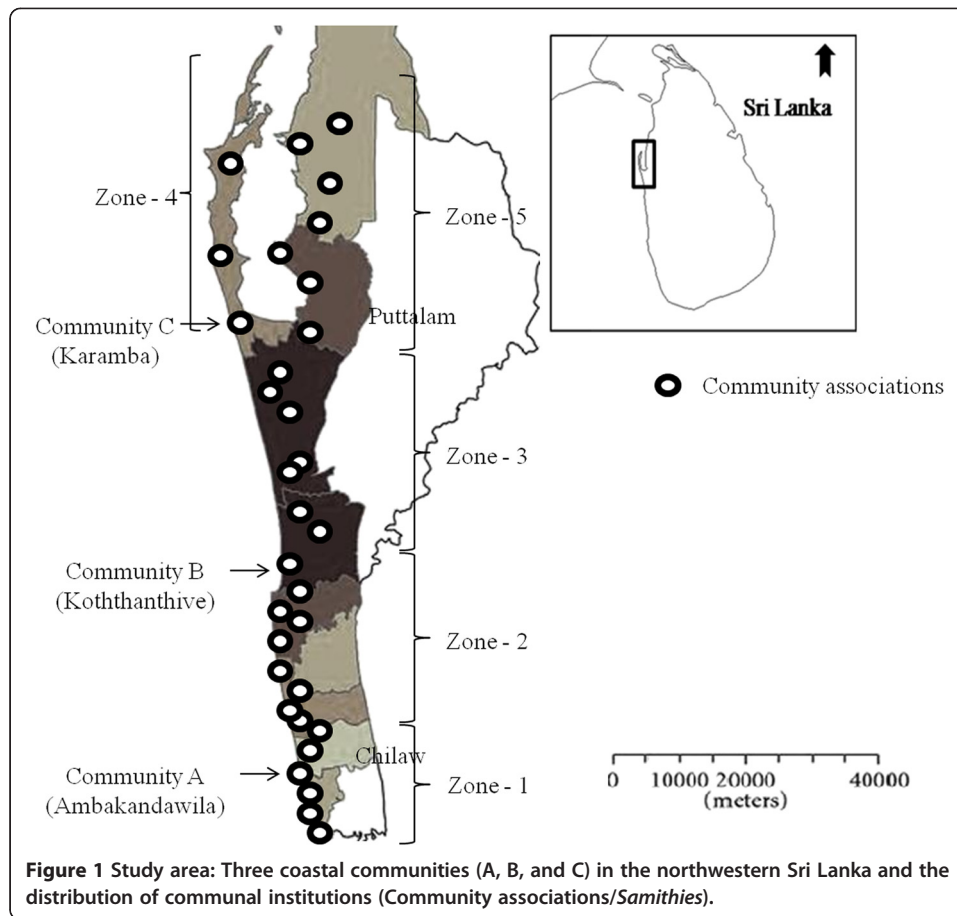 Sri Lanka
Zone - 4
Zone - 5
Community C
(Karamba)
Puttalam
Community associations
Zone - 3
Community B
(Koththanthive)
Zone - 2
Chilaw
Community A
(Ambakandawila)
Zone - 1
0 10000 20000 40000
(meters)
Figure 1 Study area: Three coastal communities (A, B, and C) in the northwestern Sri Lanka and the
distribution of communal institutions (Community associations/Samithies).